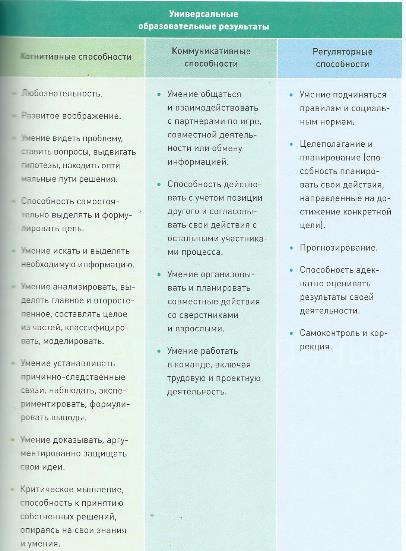 Универсальные
образовательные результаты
Когнитивные способности
Любознательность.
Развитое воображение.
Умение видеть проблему,
ставить вопросы, выдвигать
гипотезы, находить опти
мальные пути решения.
Способность самостоя-
тельно выделять и форму-
лировать цель.
Умение искать и выделять
необходимую информацию.
Умение анализировать, вы-
делять главное и второсте-
пенное, составлять целое
из частей, классифициро-
вать, моделировать.
Умение устанавливать
причинно-следственные
связи, наблюдать, экспе-
риментировать, формули-
ровать выводы.
Умение доказывать, аргу-
ментированно защищать
свои идеи.
Критическое мышление,
способность к принятию
собственных решений,
опираясь на свои знания
и умения.
Коммуникативные
способности
Умение общаться
и взаимодействовать
с партнерами по игре,
совместной деятель-
ности или обмену
информацией.
Способность действо-
вать с учетом позиции
другого и согласовы-
вать свои действия с
остальными участника-
ми процесса.
Умение организовы-
вать и планировать
совместные действия
со сверстниками
и взрослыми.
Умение работать
в команде, включая
трудовую и проектную
деятельность.
Регуляторные
способности
Умение подчиняться
правилам и социаль-
ным нормам.
Целеполагание и
планирование (спо-
собность планиро-
вать свои действия,
направленные на до-
стижение конкретной
цели).
Прогнозирование.
Способность адек-
ватно оценивать
результаты своей
деятельности.
Самоконтроль и кор-
рекция.